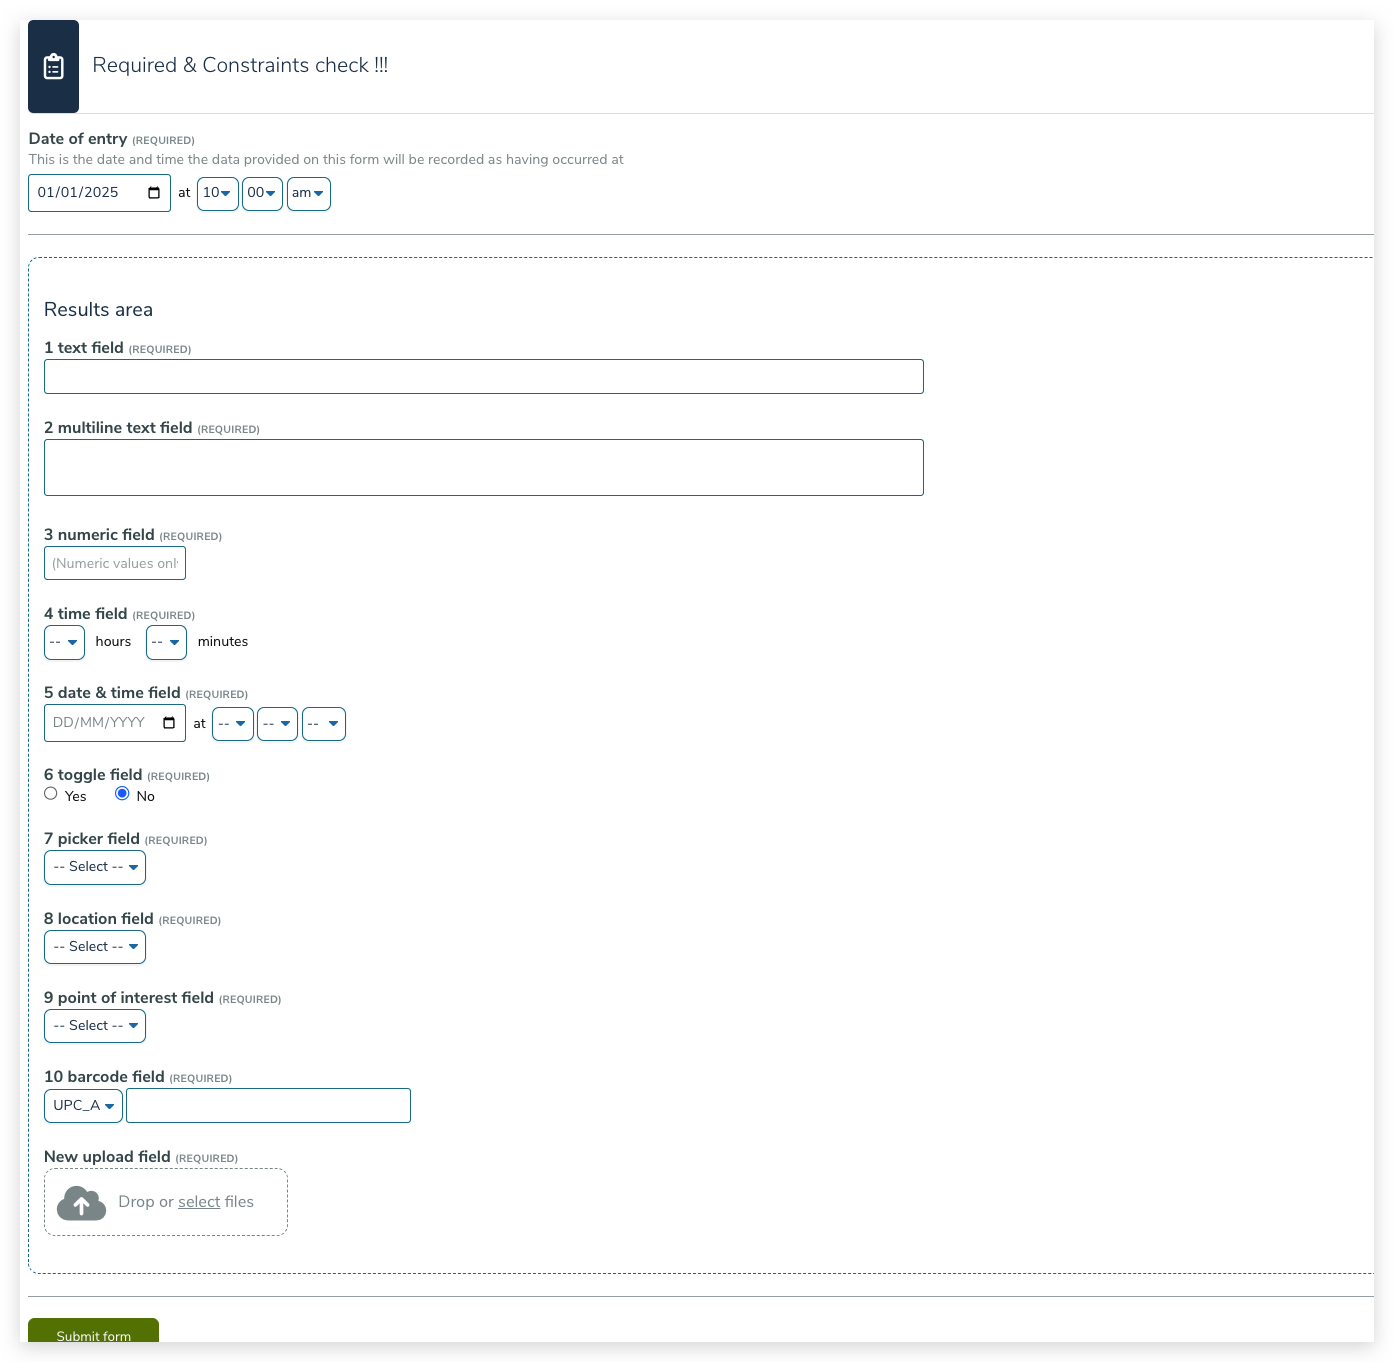 Required & Constraints check !!!
Date of entry (REQUIRED)
This is the date and time the data provided on this form will be recorded as having occurred at
01/01/2025 at 10 00 am
Results area
1 text field (REQUIRED)
2 multiline text field (REQUIRED)
3 numeric field (REQUIRED)
(Numeric values onl
4 time field (REQUIRED)
-- hours -- minutes
5 date & time field (REQUIRED)
DD/MM/YYYY at -- -- --
6 toggle field (REQUIRED)
Yes No
7 picker field (REQUIRED)
-- Select --
8 location field (REQUIRED)
-- Select --
9 point of interest field (REQUIRED)
-- Select --
10 barcode field (REQUIRED)
UPC_A
New upload field (REQUIRED)
Drop or select files
Submit form